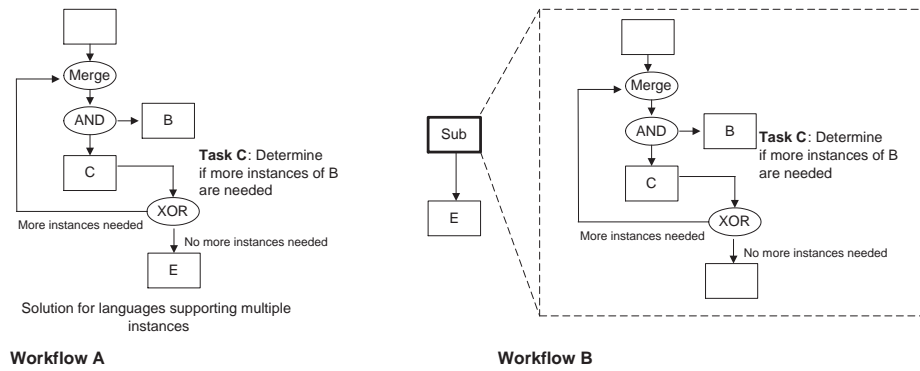 Merge
AND
B
C
Task C: Determine
if more instances of B
are needed
XOR
More instances needed
No more instances needed
E
Solution for languages supporting multiple
instances
Workflow A
Sub
E
Merge
AND
B
C
Task C: Determine
if more instances of B
are needed
XOR
More instances needed
No more instances needed
Workflow B